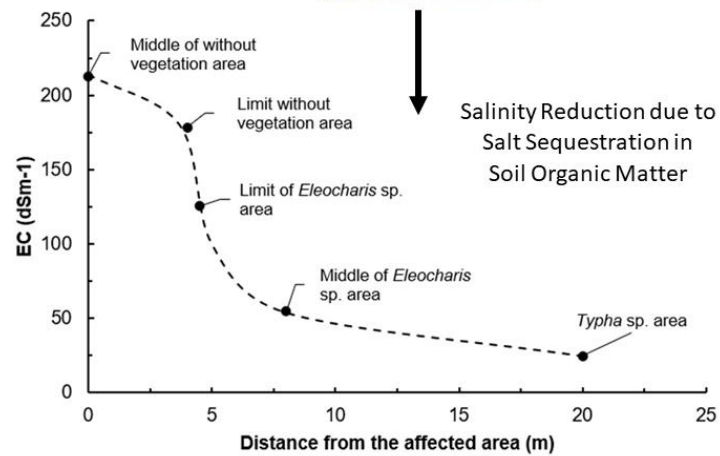 250
Middle of without
vegetation area
200
Limit without
vegetation area
Salinity Reduction due to
Salt Sequestration in
Soil Organic Matter
150
Limit of Eleocharis sp.
area
EC (dSm-1)
100
Middle of Eleocharis
sp. area
50
Typha sp. area
0
0 5 10 15 20 25
Distance from the affected area (m)